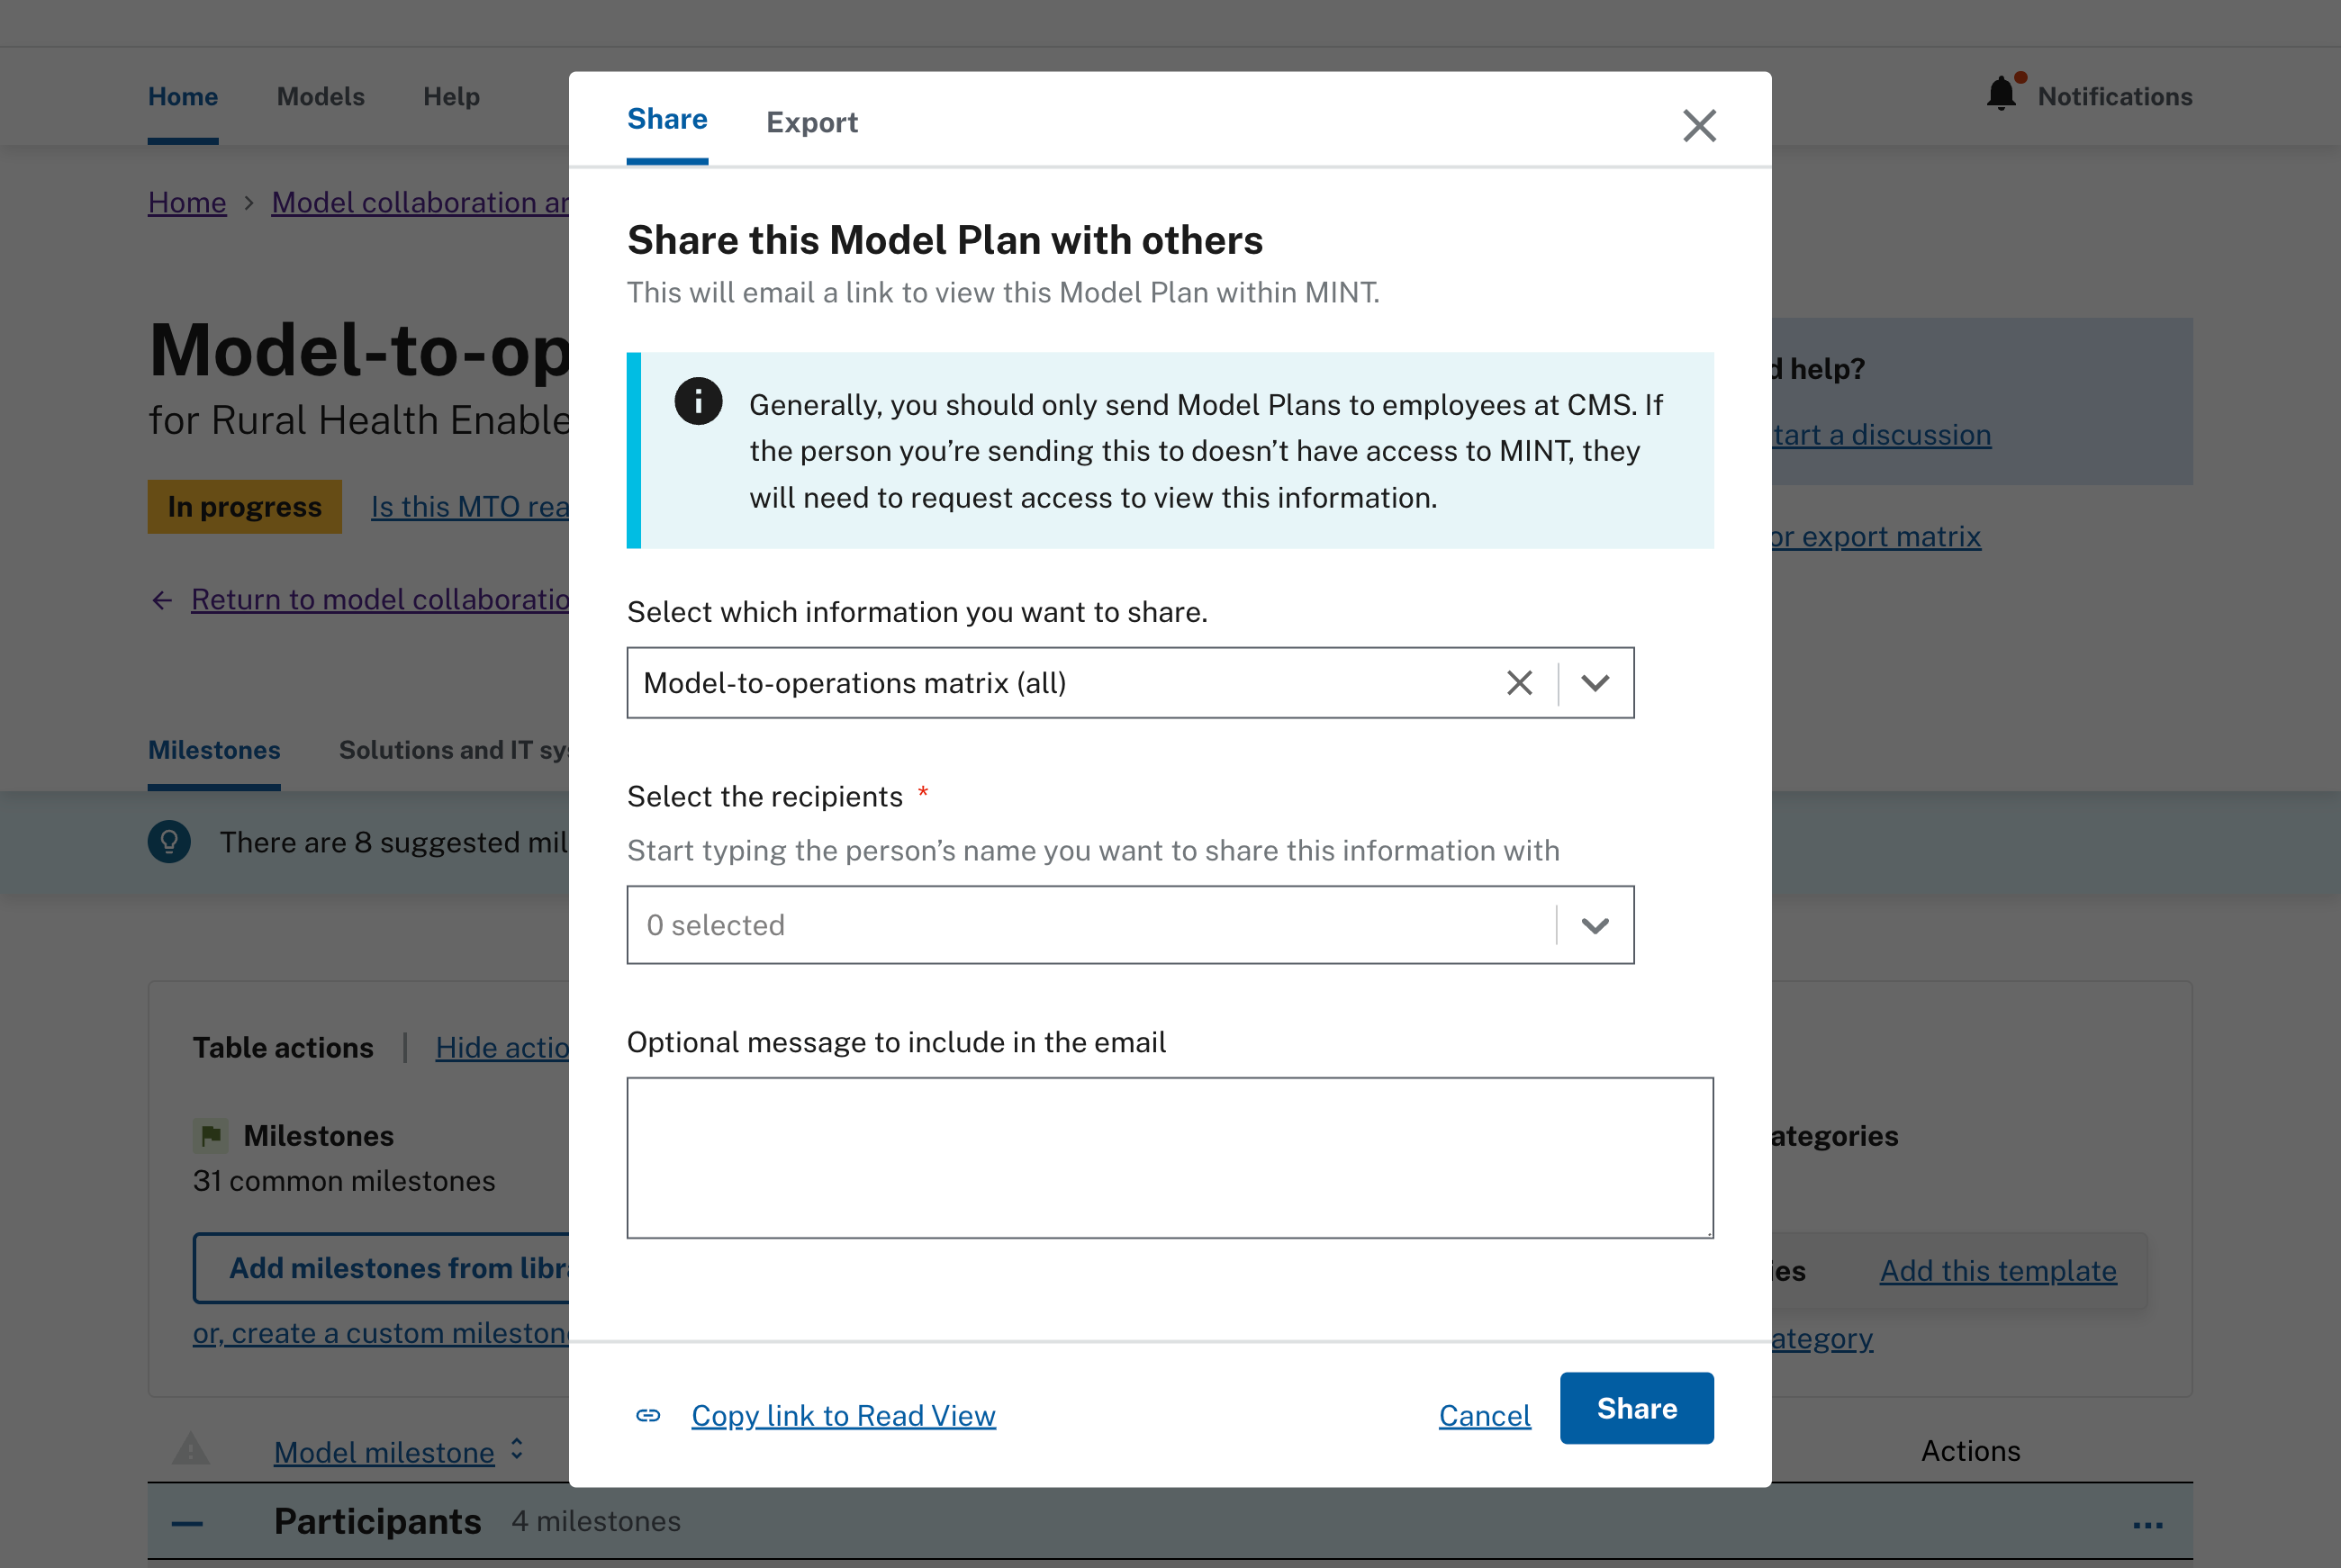 Home
Models
Help
Notifications
Home
Model collaboration
Model-to-op
for Rural Health Enable
In progress
Is this MTO rea
Return to model collaboratio
d help?
tart a discussion
or export matrix
Milestones
Solutions and IT sys
There are 8 suggested mil
Table actions
Hide actio
Milestones
31 common milestones
Add milestones from libr
or, create a custom mileston
ategories
ies
Add this template
ategory
Model milestone
Actions
Participants
4 milestones
Share
Export
Share this Model Plan with others
This will email a link to view this Model Plan within MINT.
Generally, you should only send Model Plans to employees at CMS. If
the person you’re sending this to doesn’t have access to MINT, they
will need to request access to view this information.
Select which information you want to share.
Model-to-operations matrix (all)
Select the recipients *
Start typing the person’s name you want to share this information with
0 selected
Optional message to include in the email
Copy link to Read View
Cancel
Share